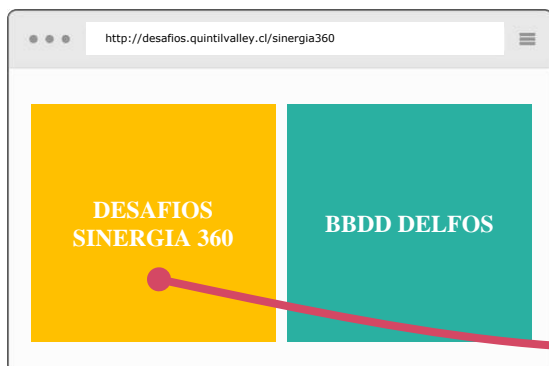 http://desafios.quintilvalley.cl/sinergia360
DESAFIOS
SINERGIA 360
BBDD DELFOS